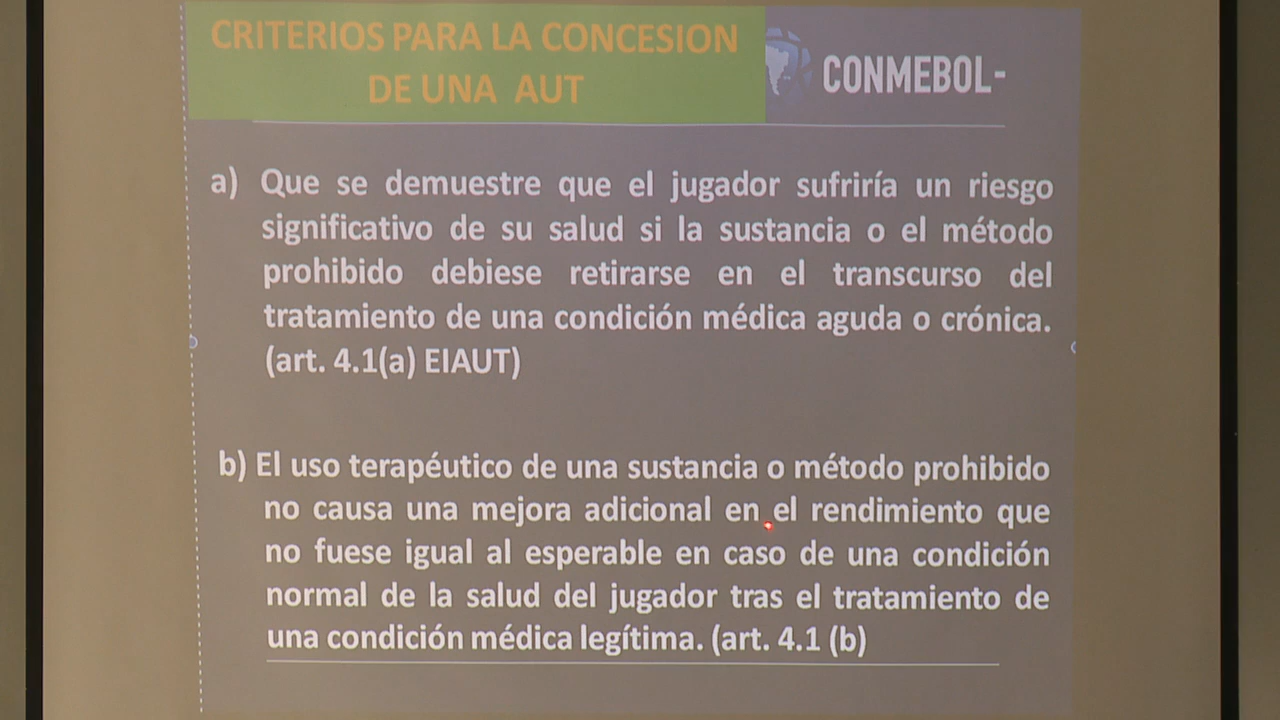 CRITERIOS PARA LA CONCESION
DE UNA AUT
CONMEBOL-
a) Que se demuestre que el jugador sufriría un riesgo
significativo de su salud si la sustancia o el método
prohibido debiese retirarse en el transcurso del
tratamiento de una condición médica aguda o crónica.
(art. 4.1(a) EIAUT)
b) El uso terapéutico de una sustancia o método prohibido
no causa una mejora adicional en el rendimiento que
no fuese igual al esperable en caso de una condición
normal de la salud del jugador tras el tratamiento de
una condición médica legítima. (art. 4.1 (b)